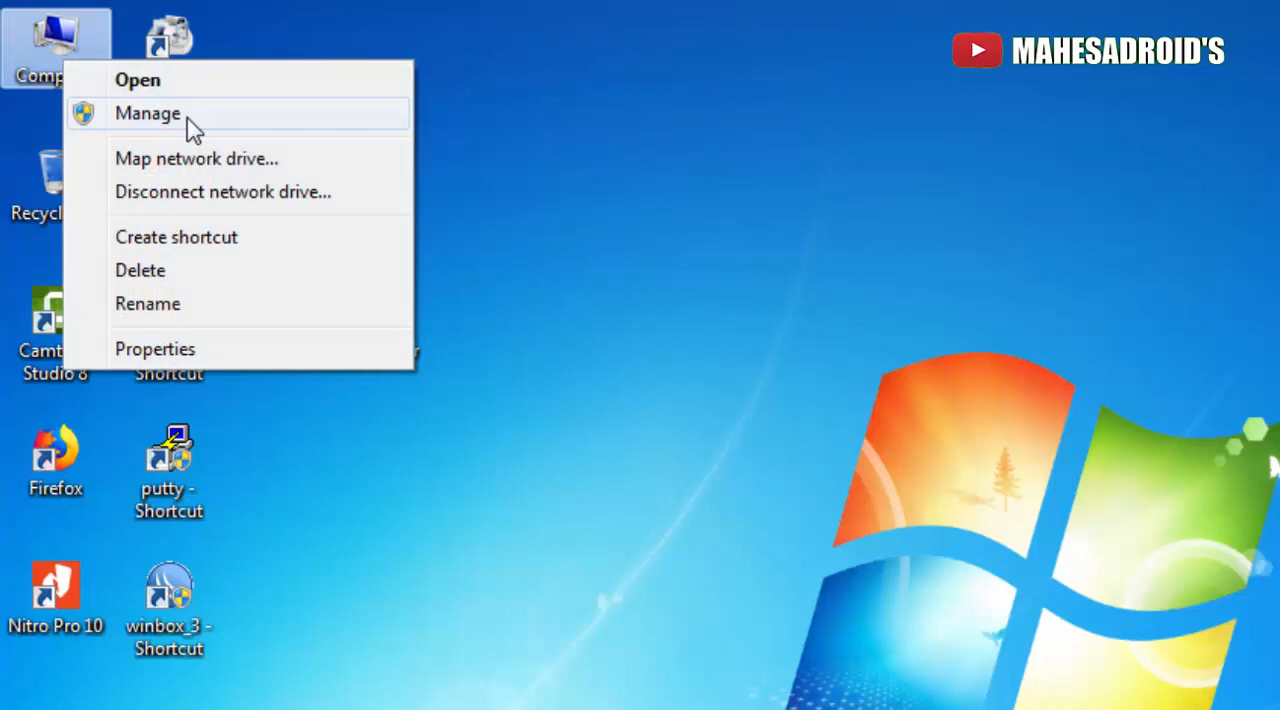 MAHESADROID'S
Comp
Open
Manage
Map network drive...
Disconnect network drive...
Create shortcut
Delete
Rename
Properties
Recycl
Camt
Studio 8
Shortcut
Firefox
putty -
Shortcut
Nitro Pro 10
winbox_3 -
Shortcut